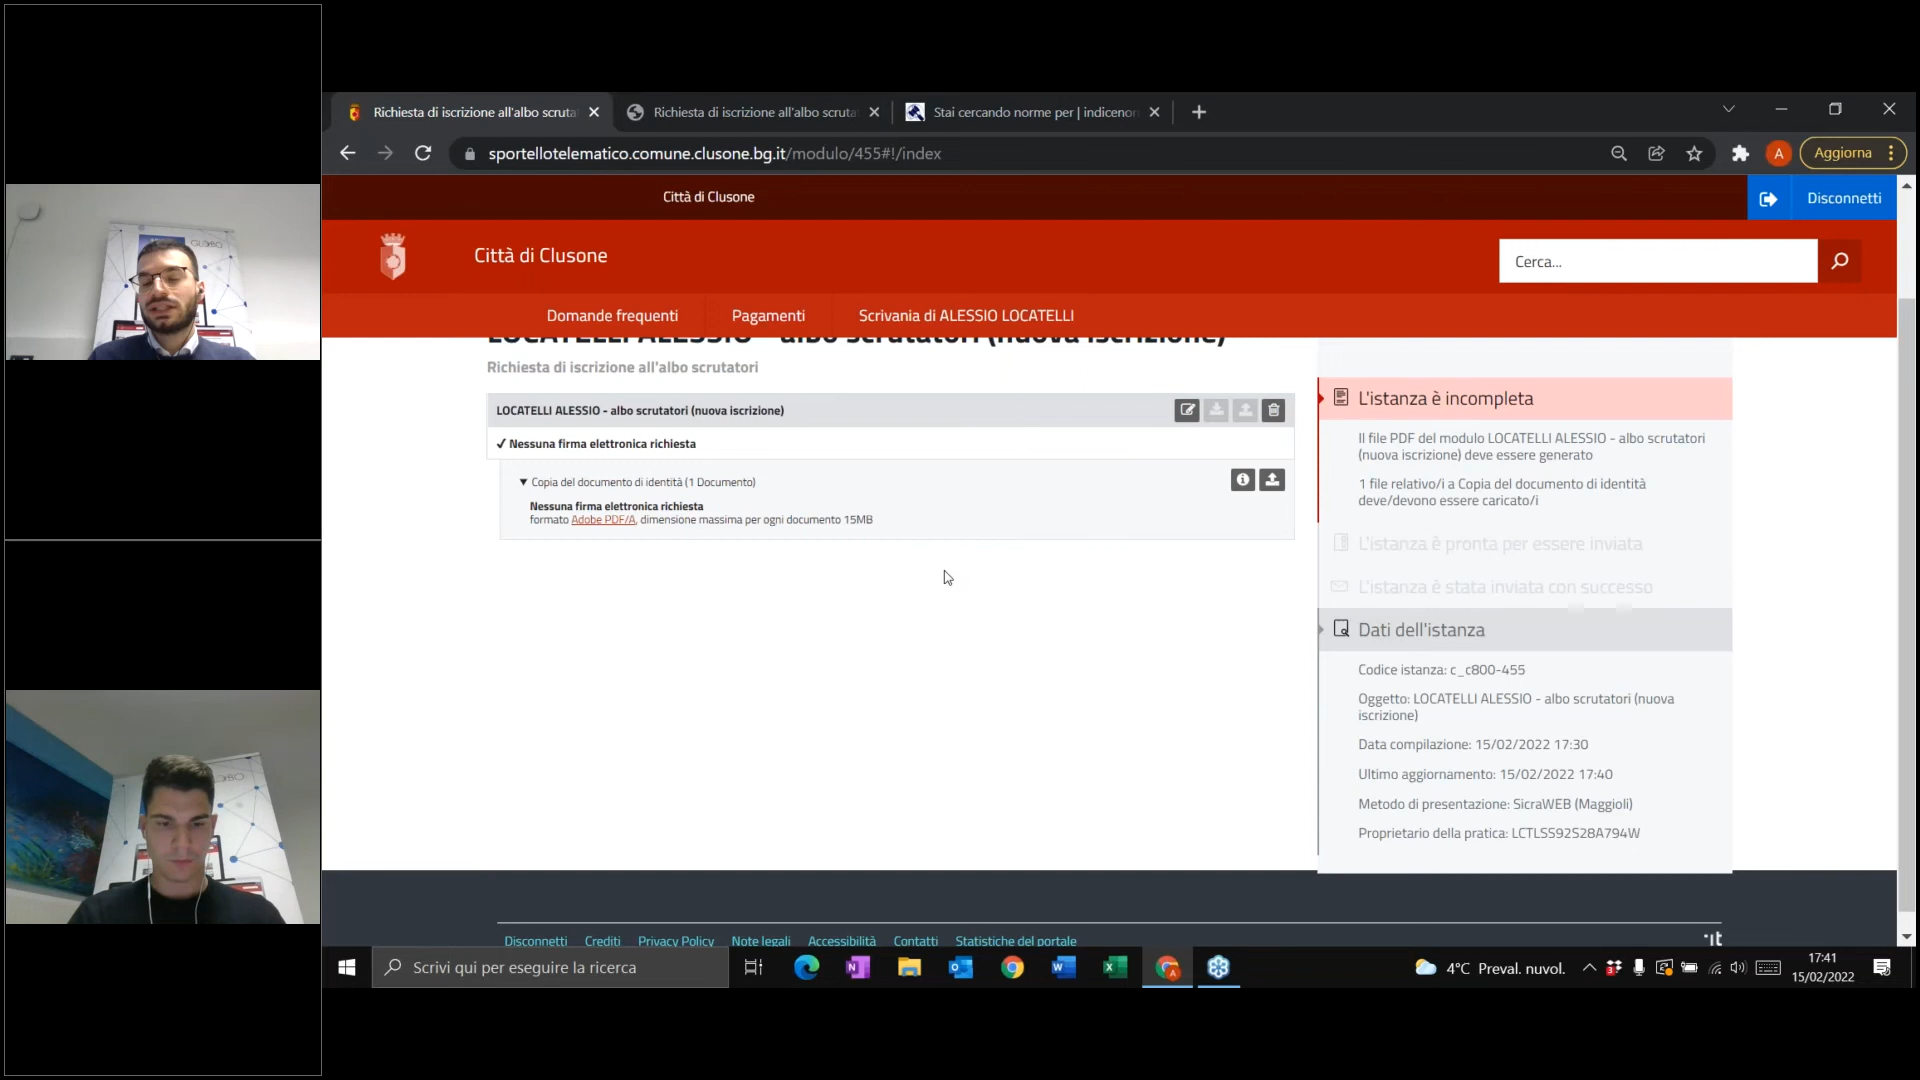 Richiesta di iscrizione all'albo scruta
Richiesta di iscrizione all'albo scruta
Stai cercando norme per | indicenor
sportellotelematico.comune.clusone.bg.it/modulo/455#!/index
A
Aggiorna
Città di Clusone
Disconnetti
Città di Clusone
Cerca...
Domande frequenti
Pagamenti
Scrivania di ALESSIO LOCATELLI
LOCATELLI ALESSIO - albo scrutatori (nuova iscrizione)
Richiesta di iscrizione all'albo scrutatori
LOCATELLI ALESSIO - albo scrutatori (nuova iscrizione)
✓ Nessuna firma elettronica richiesta
▼ Copia del documento di identità (1 Documento)
Nessuna firma elettronica richiesta
formato Adobe PDF/A, dimensione massima per ogni documento 15MB
L'istanza è incompleta
Il file PDF del modulo LOCATELLI ALESSIO - albo scrutatori
(nuova iscrizione) deve essere generato
1 file relativo/i a Copia del documento di identità
deve/devono essere caricato/i
L'istanza è pronta per essere inviata
L'istanza è stata inviata con successo
Dati dell'istanza
Codice istanza: c_c800-455
Oggetto: LOCATELLI ALESSIO - albo scrutatori (nuova
iscrizione)
Data compilazione: 15/02/2022 17:30
Ultimo aggiornamento: 15/02/2022 17:40
Metodo di presentazione: SicraWEB (Maggioli)
Proprietario della pratica: LCTLSS92S28A794W
Disconnetti
Crediti
Privacy Policy
Note legali
Accessibilità
Contatti
Statistiche del portale
Scrivi qui per eseguire la ricerca
4°C Preval. nuvol.
17:41
15/02/2022